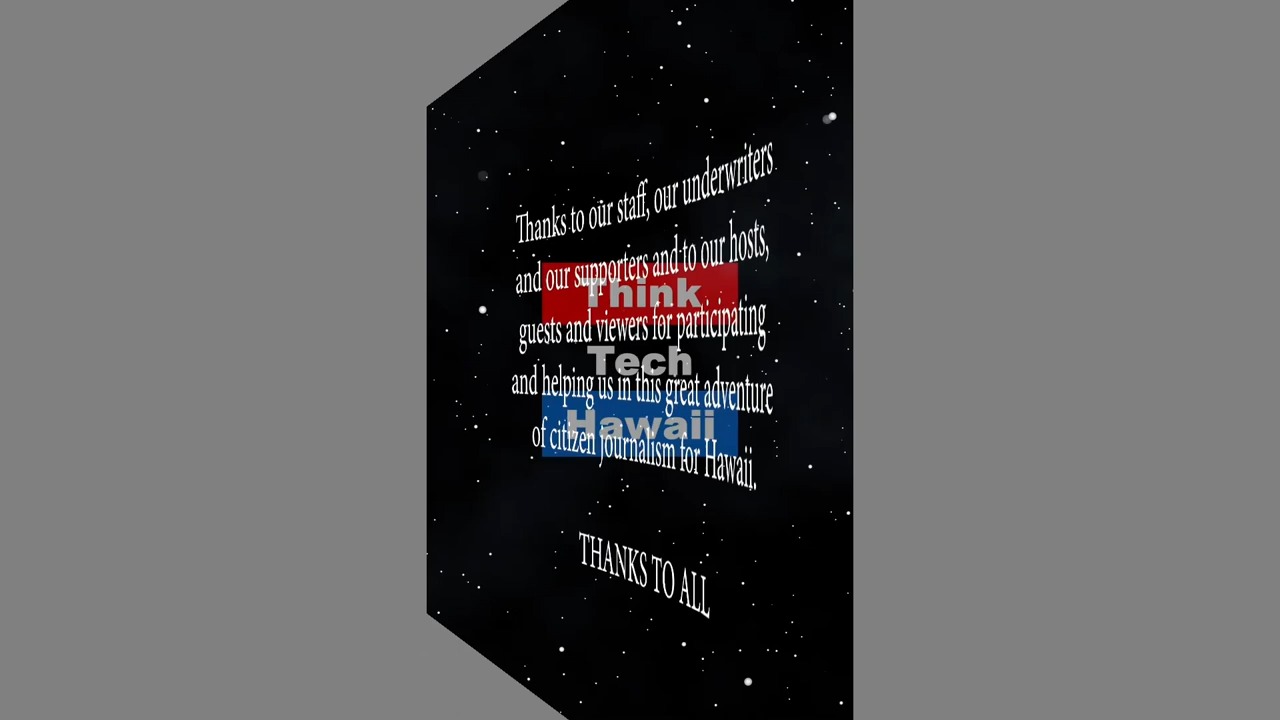 Thanks to our staff, our underwriters
and our supporters and to our hosts,
Think
guests and viewers for participating
Tech
and helping us in this great adventure
Hawaii
of citizen journalism for Hawaii.
THANKS TO ALL